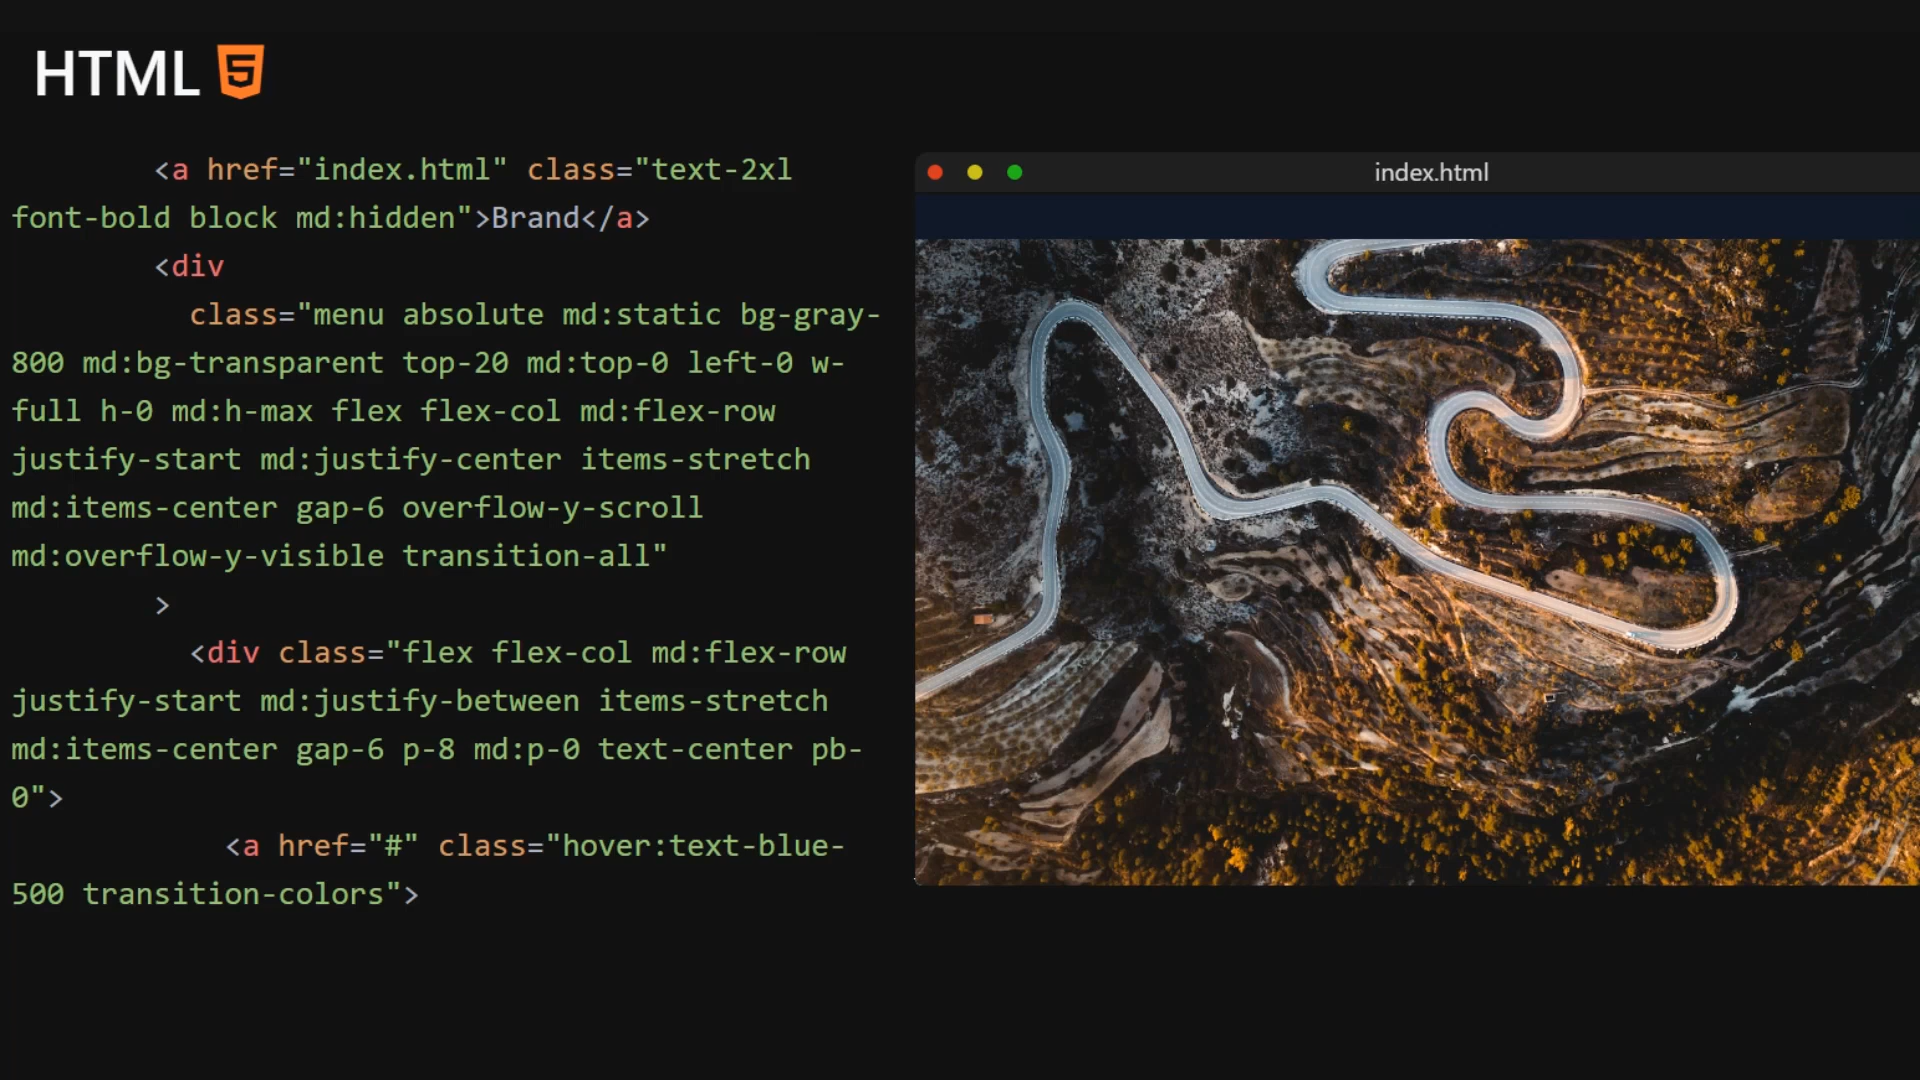 HTML 5
<a href="index.html" class="text-2xl
font-bold block md:hidden">Brand</a>
<div
class="menu absolute md:static bg-gray-
800 md:bg-transparent top-20 md:top-0 left-0 w-
full h-0 md:h-max flex flex-col md:flex-row
justify-start md:justify-center items-stretch
md:items-center gap-6 overflow-y-scroll
md:overflow-y-visible transition-all"
>
<div class="flex flex-col md:flex-row
justify-start md:justify-between items-stretch
md:items-center gap-6 p-8 md:p-0 text-center pb-
0">
<a href="#" class="hover:text-blue-
500 transition-colors">
index.html